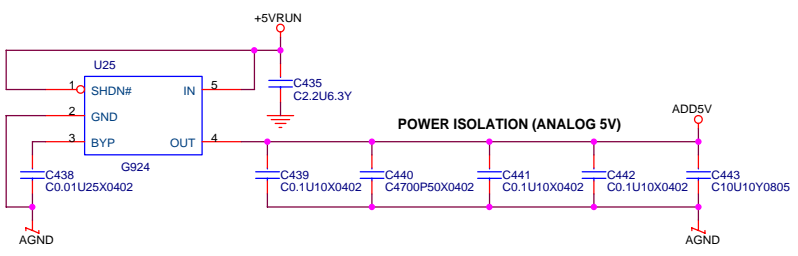 +5VRUN
U25
1 SHDN# IN 5
C435
C2.2U6.3Y
2 GND
POWER ISOLATION (ANALOG 5V)
ADD5V
3 BYP OUT 4
G924
C438
C0.01U25X0402
C439
C0.1U10X0402
C440
C4700P50X0402
C441
C0.1U10X0402
C442
C0.1U10X0402
C443
C10U10Y0805
AGND
AGND